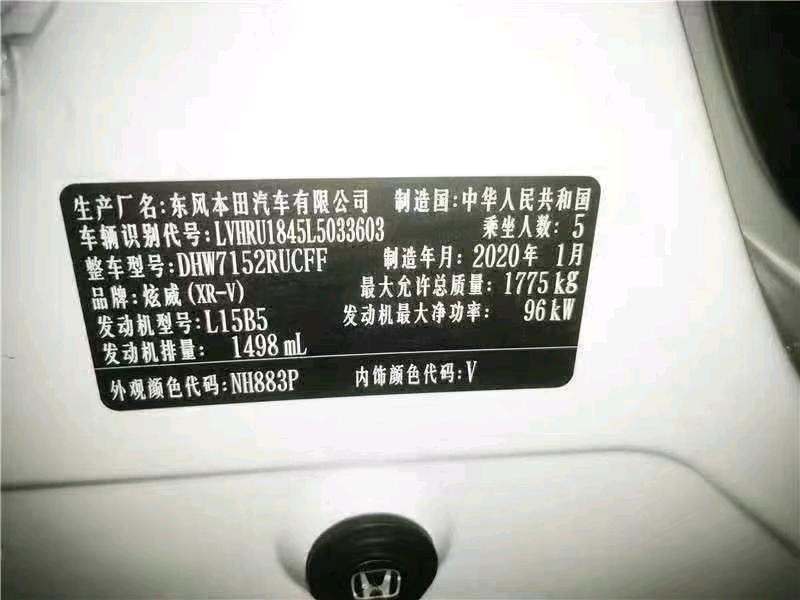 生产厂名:东风本田汽车有限公司 制造国:中华人民共和国
车辆识别代号:LVHRU1845L5033603 乘坐人数:5
整车型号:DHW7152RUCFF 制造年月:2020年1月
品牌:炫威(XR-V) 最大允许总质量:1775kg
发动机型号:L15B5 发动机最大净功率:96kW
发动机排量:1498mL
外观颜色代码:NH883P 内饰颜色代码:V